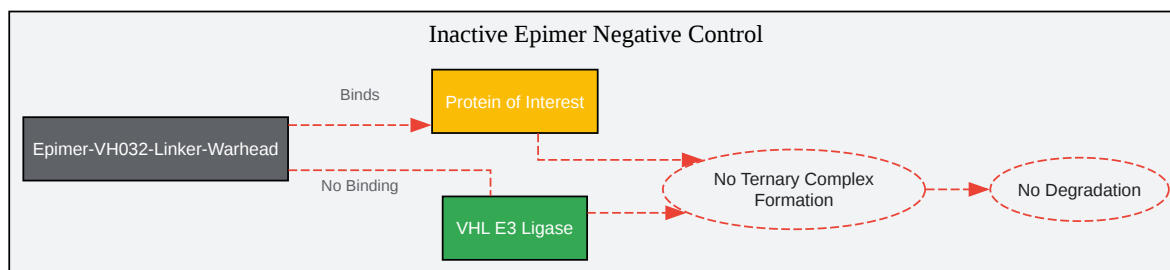 Inactive Epimer Negative Control
Binds
Protein of Interest
Epimer-VH032-Linker-Warhead
No Binding
VHL E3 Ligase
No Ternary Complex
Formation
No Degradation